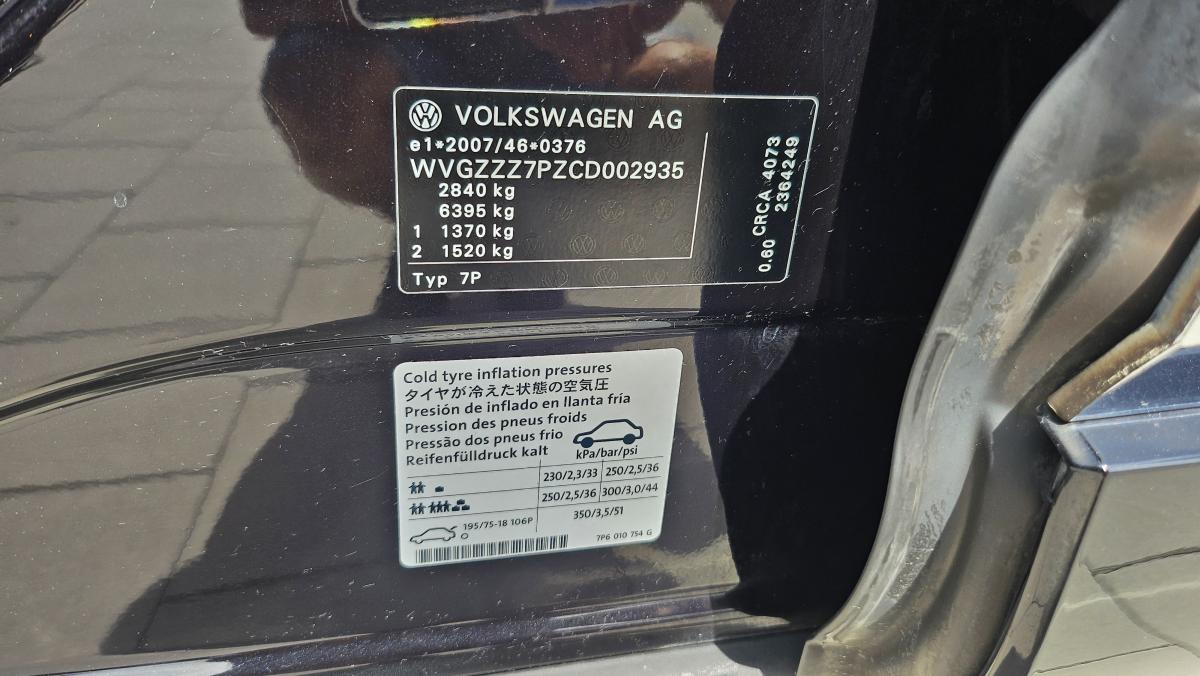 VOLKSWAGEN AG
e1*2007/46*0376
WVGZZZ7PZCD002935
2840 kg
6395 kg
1 1370 kg
2 1520 kg
Typ 7P
0.60 CRCA 4073
2364249
Cold tyre inflation pressures
タイヤが冷えた状態の空気圧
Presión de inflado en llanta fría
Pression des pneus froids
Pressão dos pneus frio
Reifenfülldruck kalt
kPa/bar/psi
230/2,3/33 250/2,5/36
250/2,5/36 300/3,0/44
195/75-18 106P 350/3,5/51
7P6 010 754 G